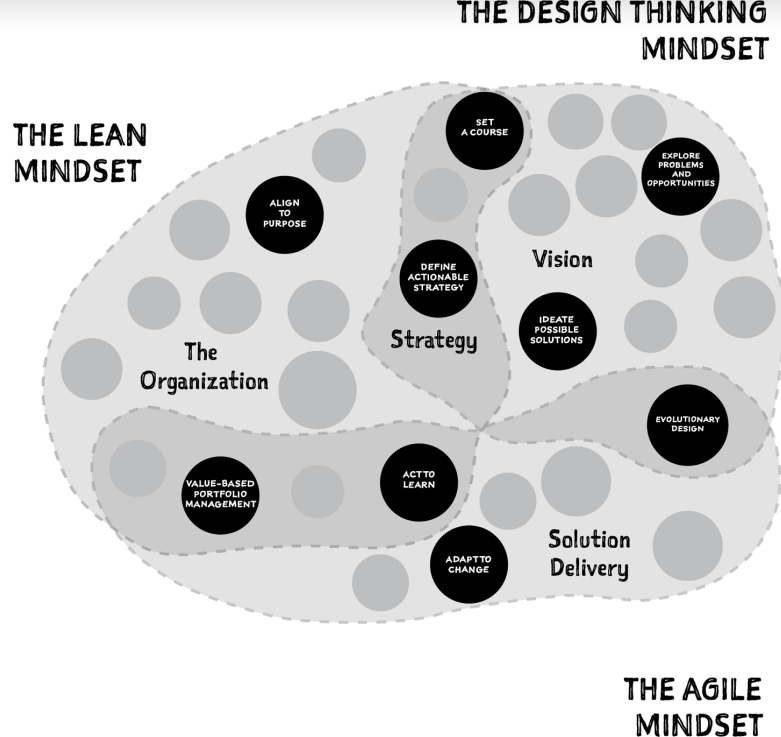 THE DESIGN THINKING
MINDSET
THE LEAN
MINDSET
SET
A COURSE
EXPLORE
PROBLEMS
AND
OPPORTUNITIES
ALIGN
TO
PURPOSE
DEFINE
ACTIONABLE
STRATEGY
Vision
IDEATE
POSSIBLE
SOLUTIONS
Strategy
The
Organization
EVOLUTIONARY
DESIGN
VALUE-BASED
PORTFOLIO
MANAGEMENT
ACT TO
LEARN
ADAPT TO
CHANGE
Solution
Delivery
THE AGILE
MINDSET